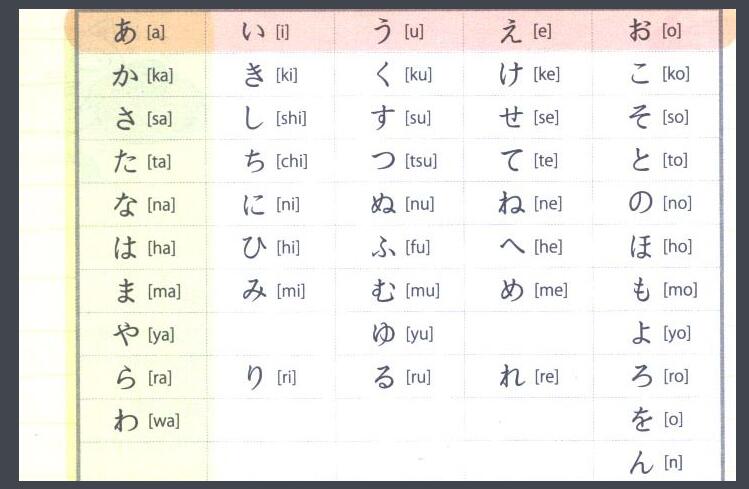 あ [a] い [i] う [u] え [e] お [o]
か [ka] き [ki] く [ku] け [ke] こ [ko]
さ [sa] し [shi] す [su] せ [se] そ [so]
た [ta] ち [chi] つ [tsu] て [te] と [to]
な [na] に [ni] ぬ [nu] ね [ne] の [no]
は [ha] ひ [hi] ふ [fu] へ [he] ほ [ho]
ま [ma] み [mi] む [mu] め [me] も [mo]
や [ya] ゆ [yu] よ [yo]
ら [ra] り [ri] る [ru] れ [re] ろ [ro]
わ [wa] を [o]
ん [n]